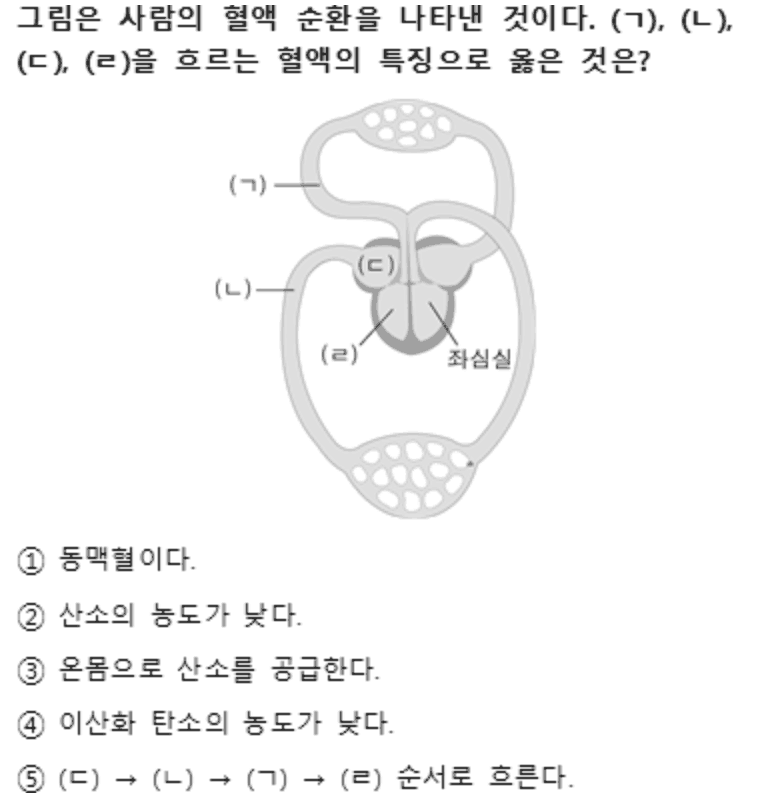 그림은 사람의 혈액 순환을 나타낸 것이다. (ㄱ), (ㄴ),
(ㄷ), (ㄹ)을 흐르는 혈액의 특징으로 옳은 것은?
(ㄱ)
(ㄷ)
(ㄴ)
(ㄹ)
좌심실
① 동맥혈이다.
② 산소의 농도가 낮다.
③ 온몸으로 산소를 공급한다.
④ 이산화 탄소의 농도가 낮다.
⑤ (ㄷ) → (ㄴ) → (ㄱ) → (ㄹ) 순서로 흐른다.